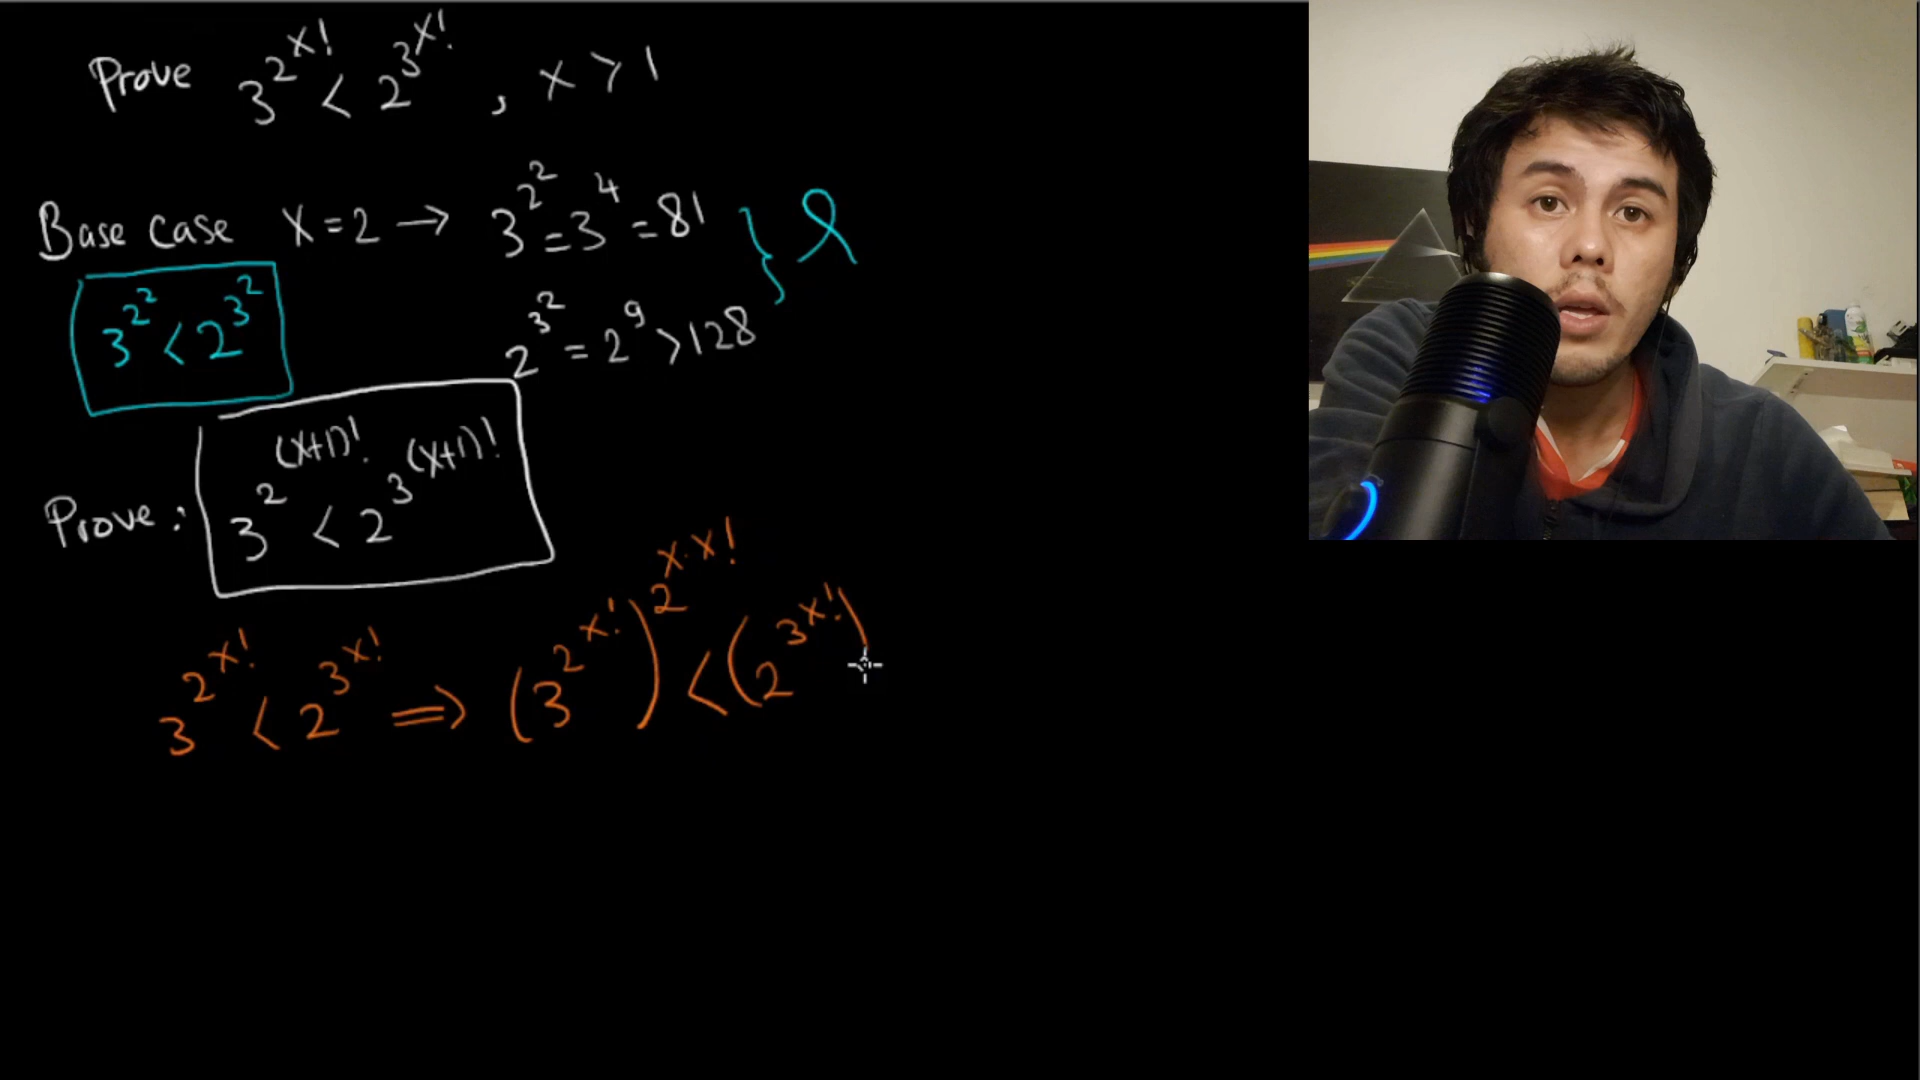 Prove 3^{2^{x!}} < 2^{3^{x!}} , x > 1
Base case x = 2 → 3^{2^2} = 3^4 = 81
3^{2^2} < 2^{3^2}
2^{3^2} = 2^9 > 128
Prove : 3^{2^{(x+1)!}} < 2^{3^{(x+1)!}}
3^{2^{x!}} < 2^{3^{x!}} ⟹ (3^{2^{x!}})^{2^{x·x!}} < (2^{3^{x!}})